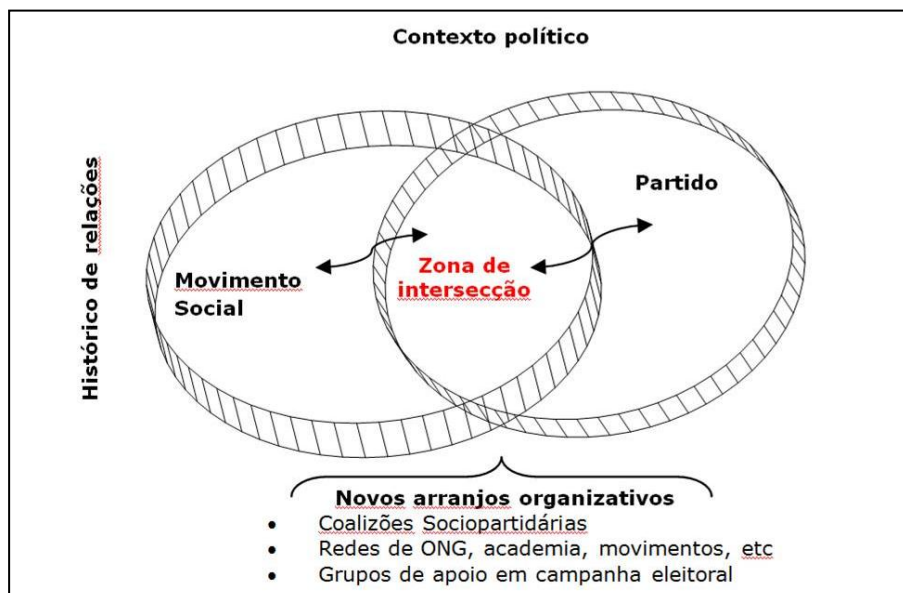 Contexto político
Histórico de relações
Partido
Movimento
Social
Zona de
intersecção
Novos arranjos organizativos
• Coalizões Sociopartidárias
• Redes de ONG, academia, movimentos, etc
• Grupos de apoio em campanha eleitoral